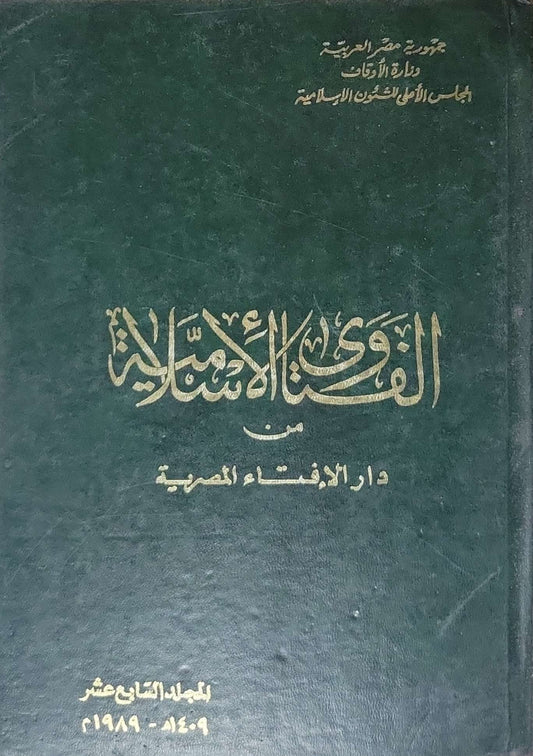 جمهورية مصر العربية
وزارة الأوقاف
المجلس الأعلى للشئون الإسلامية
الفتاوى الإسلامية
من
دار الإفتاء المصرية
المجلد السابع عشر
١٤٠٩هـ - ١٩٨٩م